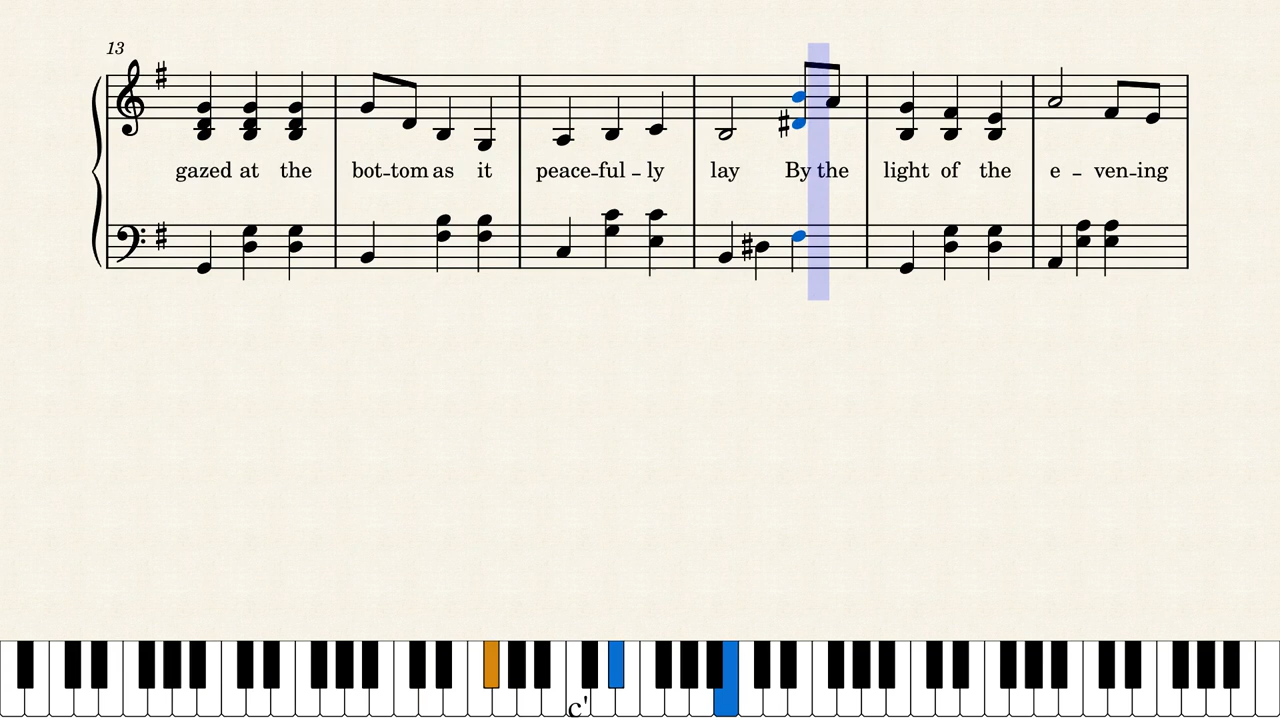 13
gazed at the bot-tom as it peace-ful-ly lay By the light of the e-ven-ing
c'